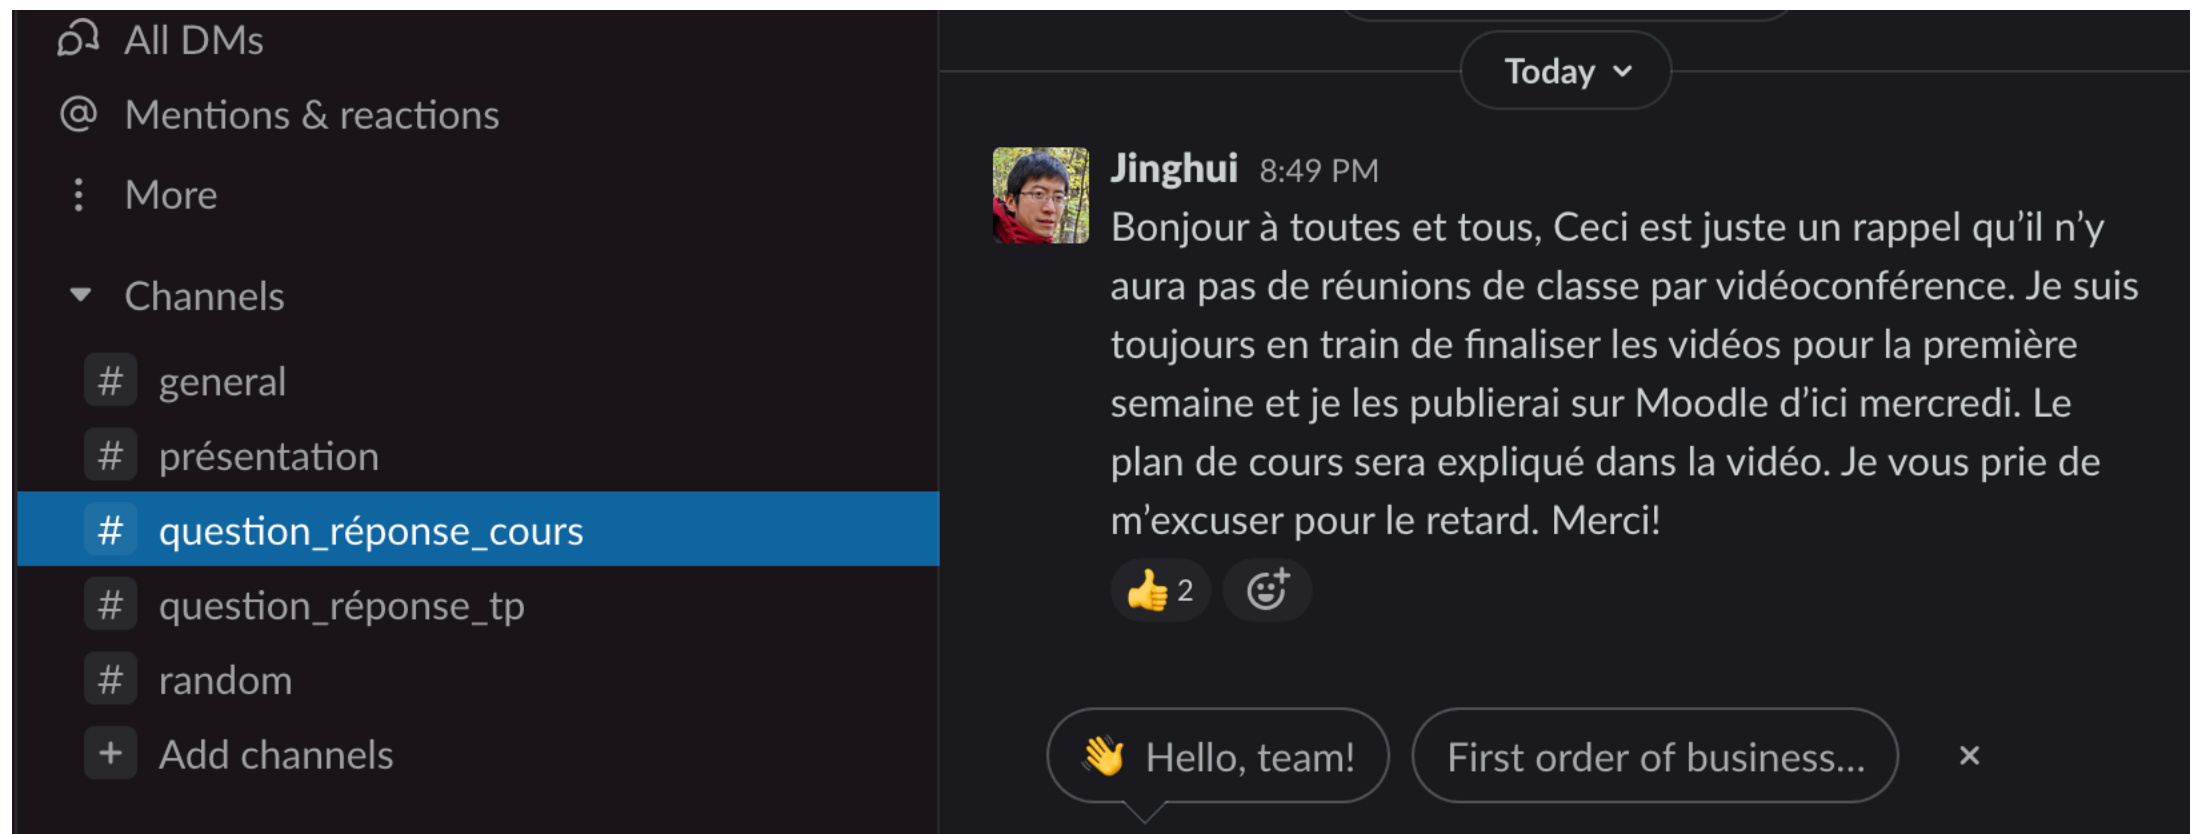 All DMs
@ Mentions & reactions
More
Channels
# general
# présentation
# question_réponse_cours
# question_réponse_tp
# random
+ Add channels
Today
Jinghui 8:49 PM
Bonjour à toutes et tous, Ceci est juste un rappel qu’il n’y
aura pas de réunions de classe par vidéoconférence. Je suis
toujours en train de finaliser les vidéos pour la première
semaine et je les publierai sur Moodle d’ici mercredi. Le
plan de cours sera expliqué dans la vidéo. Je vous prie de
m’excuser pour le retard. Merci!
👍 2
👋 Hello, team!
First order of business...
×